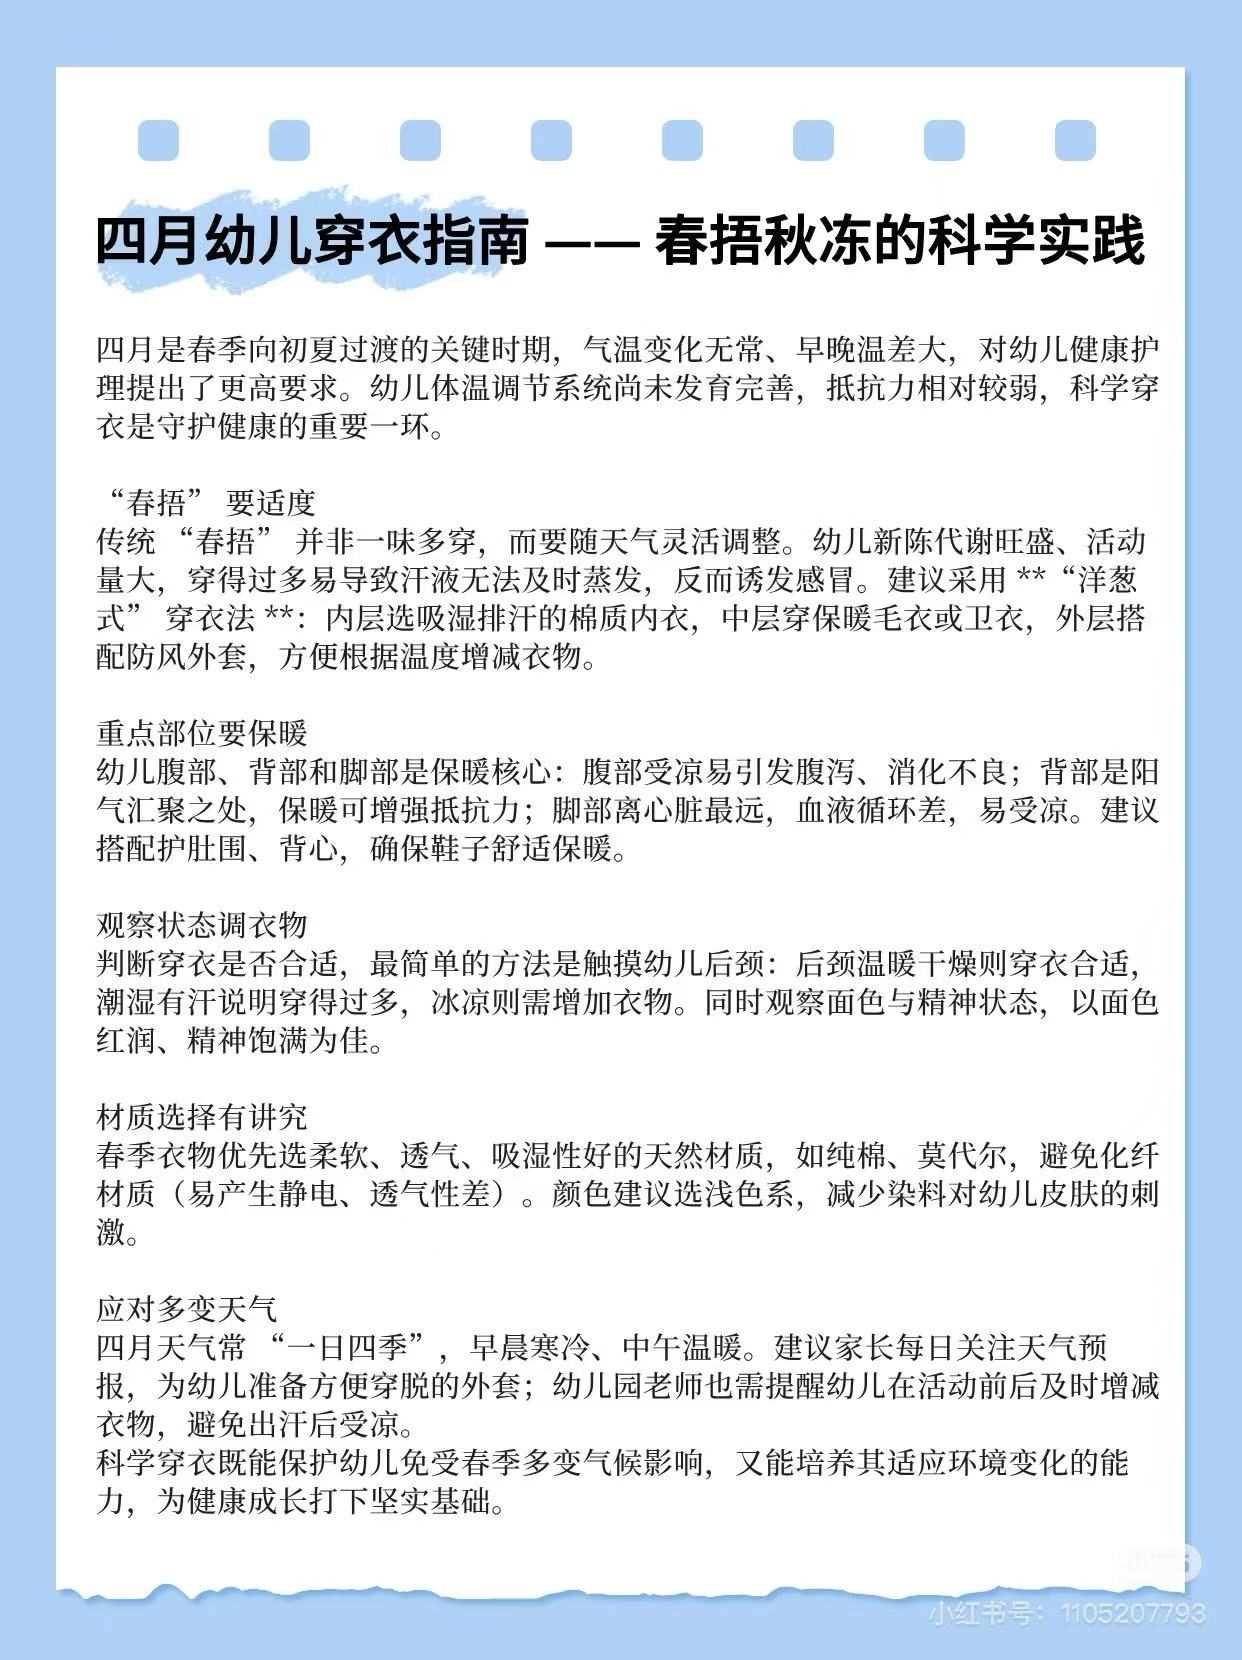 四月幼儿穿衣指南 —— 春捂秋冻的科学实践
四月是春季向初夏过渡的关键时期，气温变化无常、早晚温差大，对幼儿健康护
理提出了更高要求。幼儿体温调节系统尚未发育完善，抵抗力相对较弱，科学穿
衣是守护健康的重要一环。
“春捂” 要适度
传统 “春捂” 并非一味多穿，而要随天气灵活调整。幼儿新陈代谢旺盛、活动
量大，穿得过多易导致汗液无法及时蒸发，反而诱发感冒。建议采用 **“洋葱
式” 穿衣法 **：内层选吸湿排汗的棉质内衣，中层穿保暖毛衣或卫衣，外层搭
配防风外套，方便根据温度增减衣物。
重点部位要保暖
幼儿腹部、背部和脚部是保暖核心：腹部受凉易引发腹泻、消化不良；背部是阳
气汇聚之处，保暖可增强抵抗力；脚部离心脏最远，血液循环差，易受凉。建议
搭配护肚围、背心，确保鞋子舒适保暖。
观察状态调衣物
判断穿衣是否合适，最简单的方法是触摸幼儿后颈：后颈温暖干燥则穿衣合适，
潮湿有汗说明穿得过多，冰凉则需增加衣物。同时观察面色与精神状态，以面色
红润、精神饱满为佳。
材质选择有讲究
春季衣物优先选柔软、透气、吸湿性好的天然材质，如纯棉、莫代尔，避免化纤
材质（易产生静电、透气性差）。颜色建议选浅色系，减少染料对幼儿皮肤的刺
激。
应对多变天气
四月天气常 “一日四季”，早晨寒冷、中午温暖。建议家长每日关注天气预
报，为幼儿准备方便穿脱的外套；幼儿园老师也需提醒幼儿在活动前后及时增减
衣物，避免出汗后受凉。
科学穿衣既能保护幼儿免受春季多变气候影响，又能培养其适应环境变化的能
力，为健康成长打下坚实基础。
小红书号：1105207793